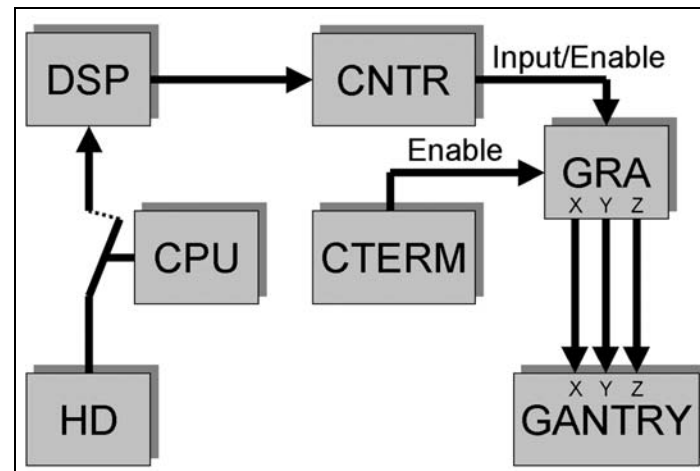 DSP
CNTR
Input/Enable
Enable
GRA
X Y Z
CPU
CTERM
HD
X Y Z
GANTRY